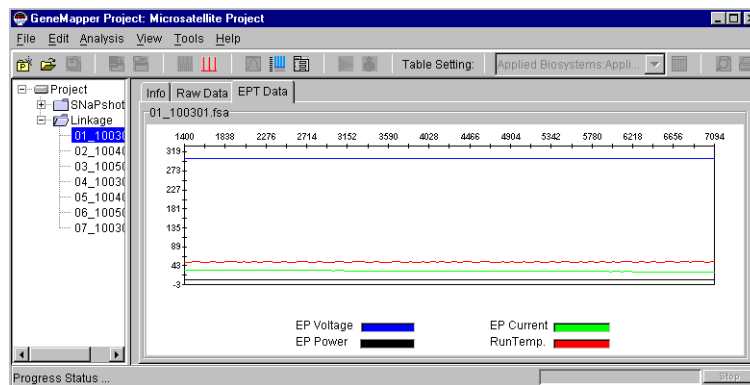 GeneMapper Project: Microsatellite Project
File Edit Analysis View Tools Help
Table Setting: Applied Biosystems:Appli...
Project
SNaPshot
Linkage
01_10030
02_10040
03_10050
04_10030
05_10040
06_10050
07_10030
Info Raw Data EPT Data
01_100301.fsa
1400 1838 2276 2714 3152 3590 4028 4466 4904 5342 5780 6218 6656 7094
319
273
227
181
135
89
43
-3
EP Voltage EP Current
EP Power RunTemp.
Progress Status ... Stop